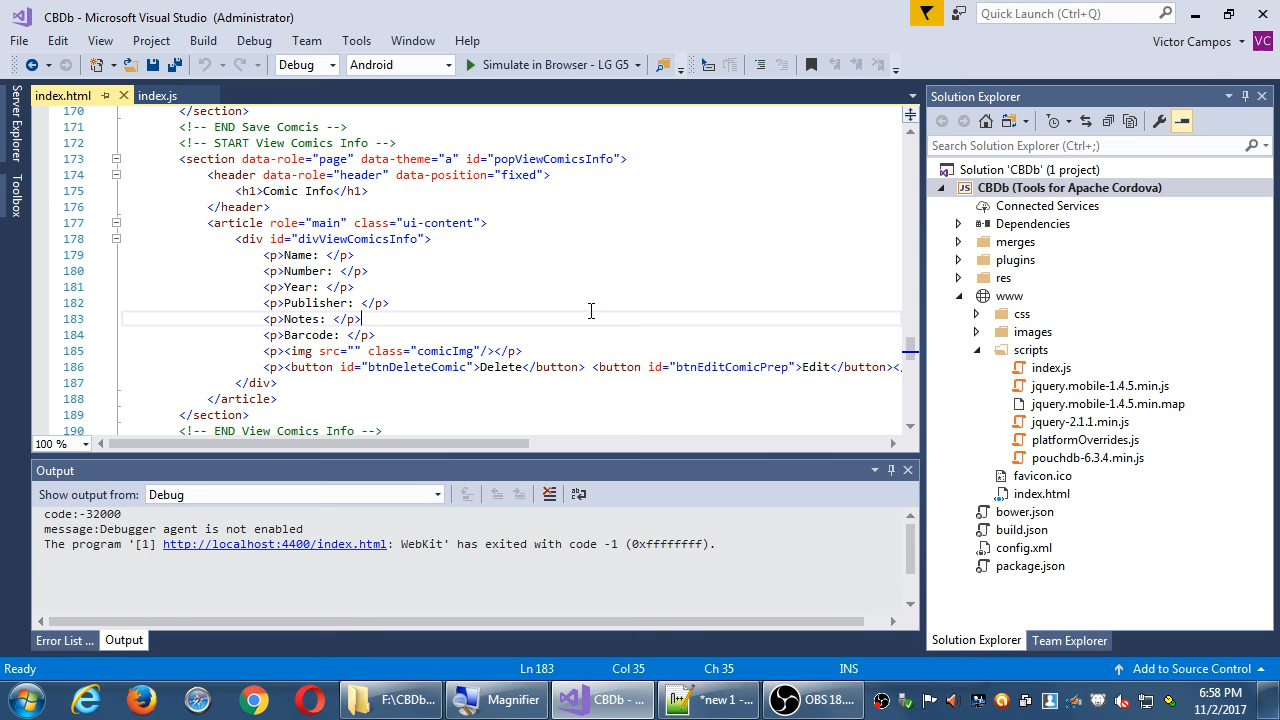 CBDb - Microsoft Visual Studio (Administrator)
Quick Launch (Ctrl+Q)
File Edit View Project Build Debug Team Tools Window Help
Victor Campos VC
Debug Android Simulate in Browser - LG G5
Server Explorer
Toolbox
index.html index.js
170 </section>
171 <!-- END Save Comcis -->
172 <!-- START View Comics Info -->
173 <section data-role="page" data-theme="a" id="popViewComicsInfo">
174 <header data-role="header" data-position="fixed">
175 <h1>Comic Info</h1>
176 </header>
177 <article role="main" class="ui-content">
178 <div id="divViewComicsInfo">
179 <p>Name: </p>
180 <p>Number: </p>
181 <p>Year: </p>
182 <p>Publisher: </p>
183 <p>Notes: </p>
184 <p>Barcode: </p>
185 <p><img src="" class="comicImg"/></p>
186 <p><button id="btnDeleteComic">Delete</button> <button id="btnEditComicPrep">Edit</button></
187 </div>
188 </article>
189 </section>
190 <!-- END View Comics Info -->
100 %
Output
Show output from: Debug
code:-32000
message:Debugger agent is not enabled
The program '[1] http://localhost:4400/index.html: WebKit' has exited with code -1 (0xffffffff).
Error List ... Output
Solution Explorer
Search Solution Explorer (Ctrl+;)
Solution 'CBDb' (1 project)
JS CBDb (Tools for Apache Cordova)
Connected Services
Dependencies
merges
plugins
res
www
css
images
scripts
index.js
jquery.mobile-1.4.5.min.js
jquery.mobile-1.4.5.min.map
jquery-2.1.1.min.js
platformOverrides.js
pouchdb-6.3.4.min.js
favicon.ico
index.html
bower.json
build.json
config.xml
package.json
Solution Explorer Team Explorer
Ready Ln 183 Col 35 Ch 35 INS Add to Source Control
F:\CBDb... Magnifier CBDb - ... *new 1 -... OBS 18....
6:58 PM
11/2/2017